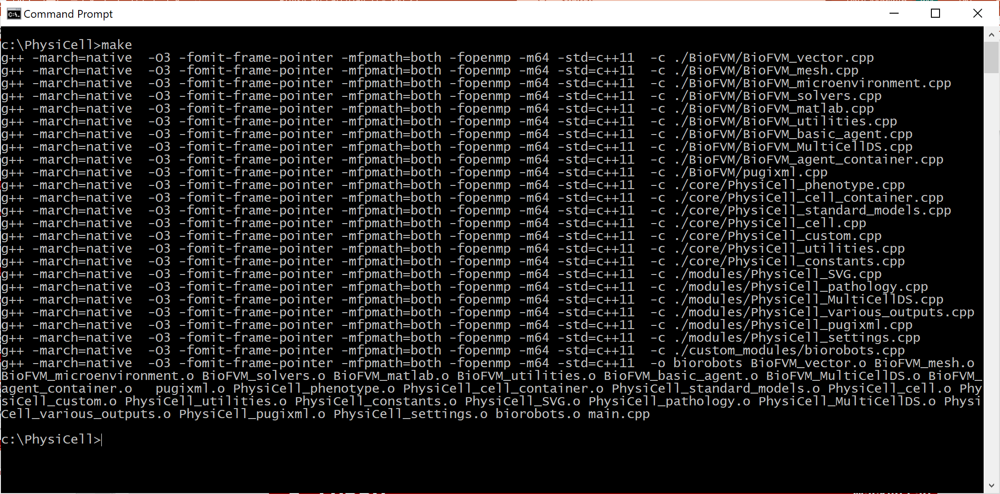 Command Prompt
c:\PhysiCell>make
g++ -march=native  -O3 -fomit-frame-pointer -mfpmath=both -fopenmp -m64 -std=c++11  -c ./BioFVM/BioFVM_vector.cpp
g++ -march=native  -O3 -fomit-frame-pointer -mfpmath=both -fopenmp -m64 -std=c++11  -c ./BioFVM/BioFVM_mesh.cpp
g++ -march=native  -O3 -fomit-frame-pointer -mfpmath=both -fopenmp -m64 -std=c++11  -c ./BioFVM/BioFVM_microenvironment.cpp
g++ -march=native  -O3 -fomit-frame-pointer -mfpmath=both -fopenmp -m64 -std=c++11  -c ./BioFVM/BioFVM_solvers.cpp
g++ -march=native  -O3 -fomit-frame-pointer -mfpmath=both -fopenmp -m64 -std=c++11  -c ./BioFVM/BioFVM_matlab.cpp
g++ -march=native  -O3 -fomit-frame-pointer -mfpmath=both -fopenmp -m64 -std=c++11  -c ./BioFVM/BioFVM_utilities.cpp
g++ -march=native  -O3 -fomit-frame-pointer -mfpmath=both -fopenmp -m64 -std=c++11  -c ./BioFVM/BioFVM_basic_agent.cpp
g++ -march=native  -O3 -fomit-frame-pointer -mfpmath=both -fopenmp -m64 -std=c++11  -c ./BioFVM/BioFVM_MultiCellDS.cpp
g++ -march=native  -O3 -fomit-frame-pointer -mfpmath=both -fopenmp -m64 -std=c++11  -c ./BioFVM/BioFVM_agent_container.cpp
g++ -march=native  -O3 -fomit-frame-pointer -mfpmath=both -fopenmp -m64 -std=c++11  -c ./BioFVM/pugixml.cpp
g++ -march=native  -O3 -fomit-frame-pointer -mfpmath=both -fopenmp -m64 -std=c++11  -c ./core/PhysiCell_phenotype.cpp
g++ -march=native  -O3 -fomit-frame-pointer -mfpmath=both -fopenmp -m64 -std=c++11  -c ./core/PhysiCell_cell_container.cpp
g++ -march=native  -O3 -fomit-frame-pointer -mfpmath=both -fopenmp -m64 -std=c++11  -c ./core/PhysiCell_standard_models.cpp
g++ -march=native  -O3 -fomit-frame-pointer -mfpmath=both -fopenmp -m64 -std=c++11  -c ./core/PhysiCell_cell.cpp
g++ -march=native  -O3 -fomit-frame-pointer -mfpmath=both -fopenmp -m64 -std=c++11  -c ./core/PhysiCell_custom.cpp
g++ -march=native  -O3 -fomit-frame-pointer -mfpmath=both -fopenmp -m64 -std=c++11  -c ./core/PhysiCell_utilities.cpp
g++ -march=native  -O3 -fomit-frame-pointer -mfpmath=both -fopenmp -m64 -std=c++11  -c ./core/PhysiCell_constants.cpp
g++ -march=native  -O3 -fomit-frame-pointer -mfpmath=both -fopenmp -m64 -std=c++11  -c ./modules/PhysiCell_SVG.cpp
g++ -march=native  -O3 -fomit-frame-pointer -mfpmath=both -fopenmp -m64 -std=c++11  -c ./modules/PhysiCell_pathology.cpp
g++ -march=native  -O3 -fomit-frame-pointer -mfpmath=both -fopenmp -m64 -std=c++11  -c ./modules/PhysiCell_MultiCellDS.cpp
g++ -march=native  -O3 -fomit-frame-pointer -mfpmath=both -fopenmp -m64 -std=c++11  -c ./modules/PhysiCell_various_outputs.cpp
g++ -march=native  -O3 -fomit-frame-pointer -mfpmath=both -fopenmp -m64 -std=c++11  -c ./modules/PhysiCell_pugixml.cpp
g++ -march=native  -O3 -fomit-frame-pointer -mfpmath=both -fopenmp -m64 -std=c++11  -c ./modules/PhysiCell_settings.cpp
g++ -march=native  -O3 -fomit-frame-pointer -mfpmath=both -fopenmp -m64 -std=c++11  -c ./custom_modules/biorobots.cpp
g++ -march=native  -O3 -fomit-frame-pointer -mfpmath=both -fopenmp -m64 -std=c++11  -o biorobots BioFVM_vector.o BioFVM_mesh.o
BioFVM_microenvironment.o BioFVM_solvers.o BioFVM_matlab.o BioFVM_utilities.o BioFVM_basic_agent.o BioFVM_MultiCellDS.o BioFVM_
agent_container.o   pugixml.o PhysiCell_phenotype.o PhysiCell_cell_container.o PhysiCell_standard_models.o PhysiCell_cell.o Phy
siCell_custom.o PhysiCell_utilities.o PhysiCell_constants.o PhysiCell_SVG.o PhysiCell_pathology.o PhysiCell_MultiCellDS.o Physi
Cell_various_outputs.o PhysiCell_pugixml.o PhysiCell_settings.o biorobots.o main.cpp
c:\PhysiCell>